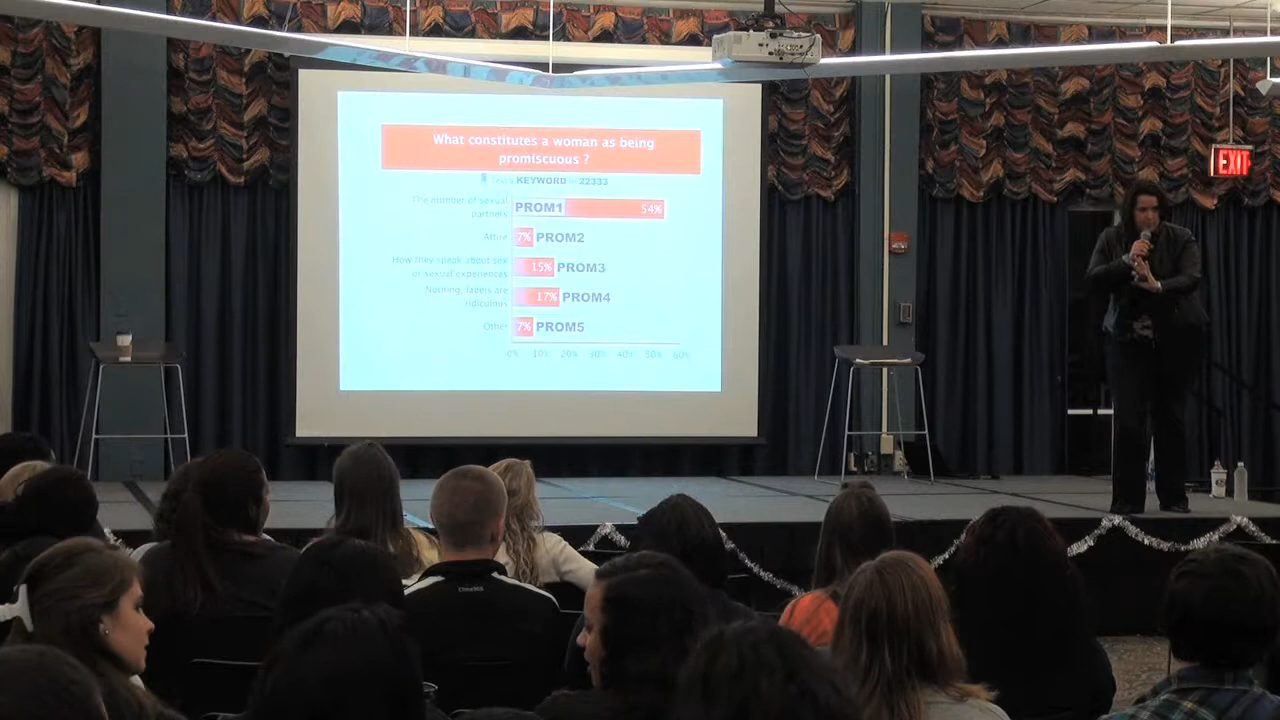 What constitutes a woman as being
promiscuous ?
Text a KEYWORD to 22333
The number of sexual
partners
PROM1 54%
Attire
7% PROM2
How they speak about sex
or sexual experiences
15% PROM3
Nothing, labels are
ridiculous
17% PROM4
Other
7% PROM5
0% 10% 20% 30% 40% 50% 60%
EXIT